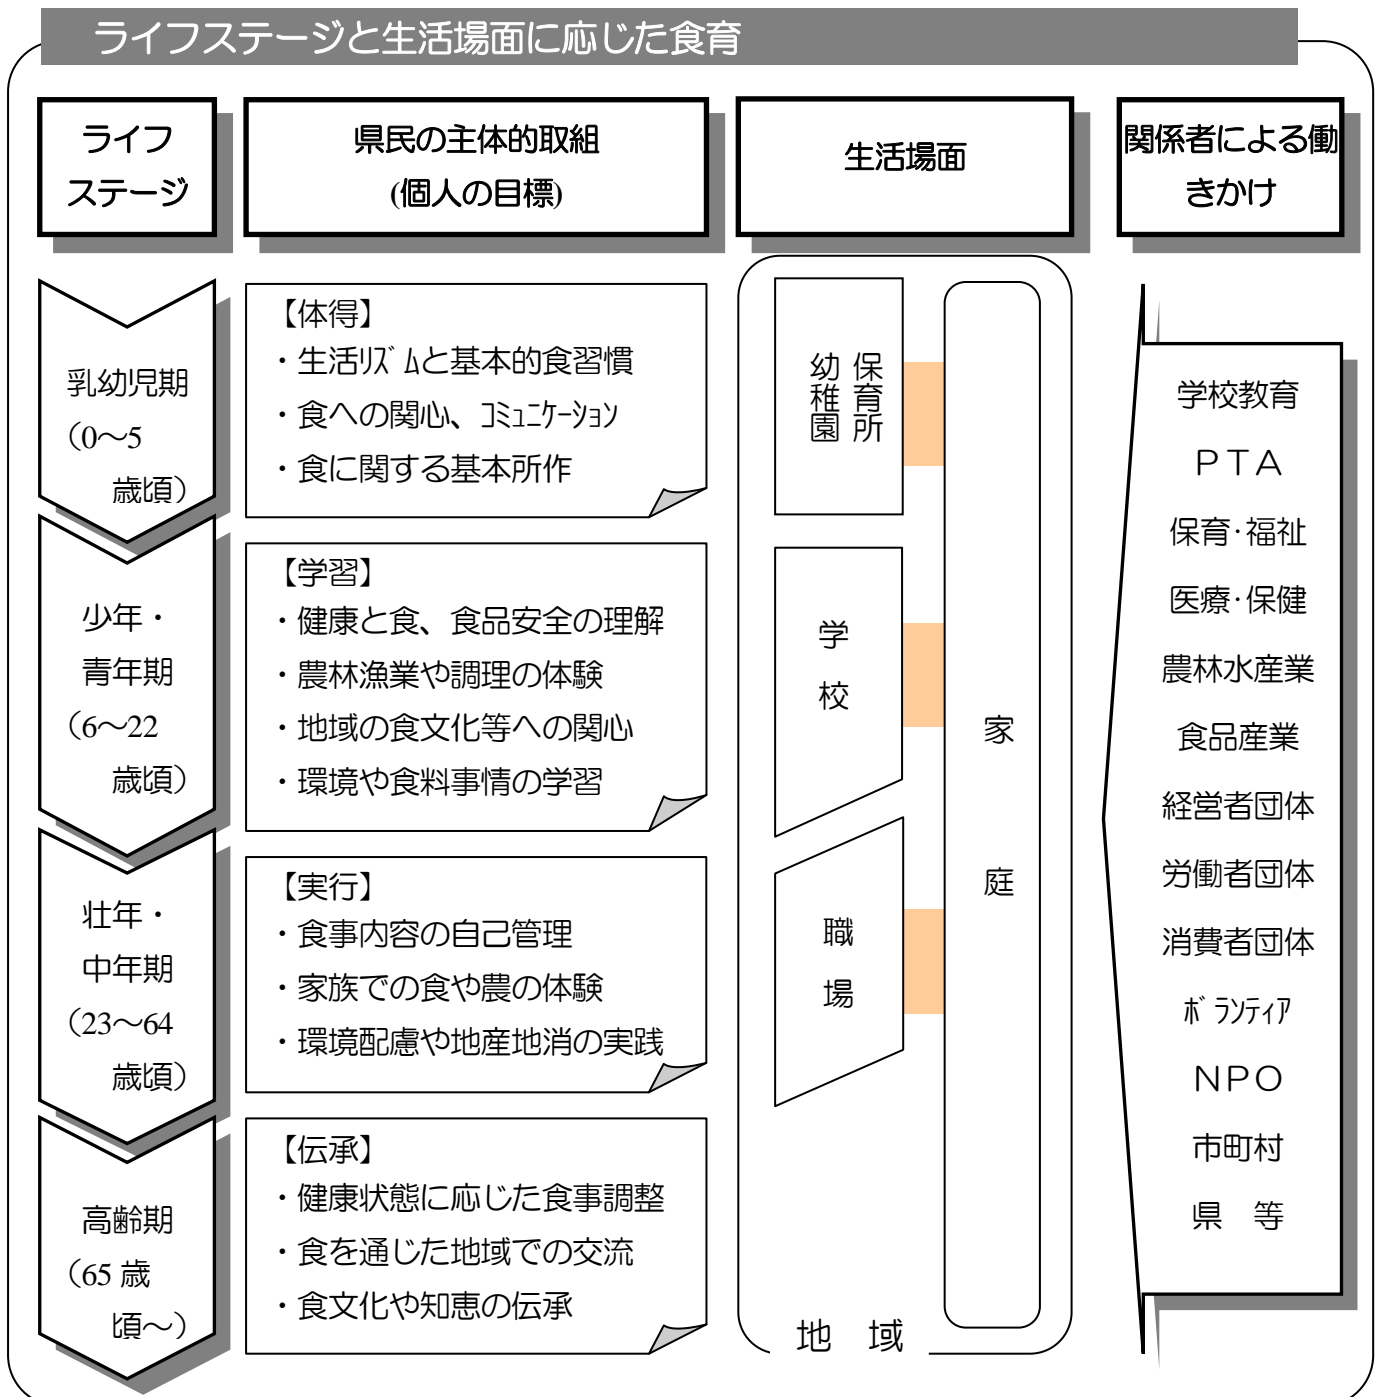 ライフステージと生活場面に応じた食育
ライフ
ステージ
県民の主体的取組
(個人の目標)
生活場面
関係者による働
きかけ
乳幼児期
（0～5
歳頃）
【体得】
・生活ﾘｽﾞﾑと基本的食習慣
・食への関心、ｺﾐｭﾆｹｰｼｮﾝ
・食に関する基本所作
少年・
青年期
（6～22
歳頃）
【学習】
・健康と食、食品安全の理解
・農林漁業や調理の体験
・地域の食文化等への関心
・環境や食料事情の学習
壮年・
中年期
（23～64
歳頃）
【実行】
・食事内容の自己管理
・家族での食や農の体験
・環境配慮や地産地消の実践
高齢期
（65 歳
頃～）
【伝承】
・健康状態に応じた食事調整
・食を通じた地域での交流
・食文化や知恵の伝承
保育所
幼稚園
学校
職場
家庭
地　域
学校教育
ＰＴＡ
保育･福祉
医療･保健
農林水産業
食品産業
経営者団体
労働者団体
消費者団体
ﾎﾞﾗﾝﾃｨｱ
ＮＰＯ
市町村
県　等